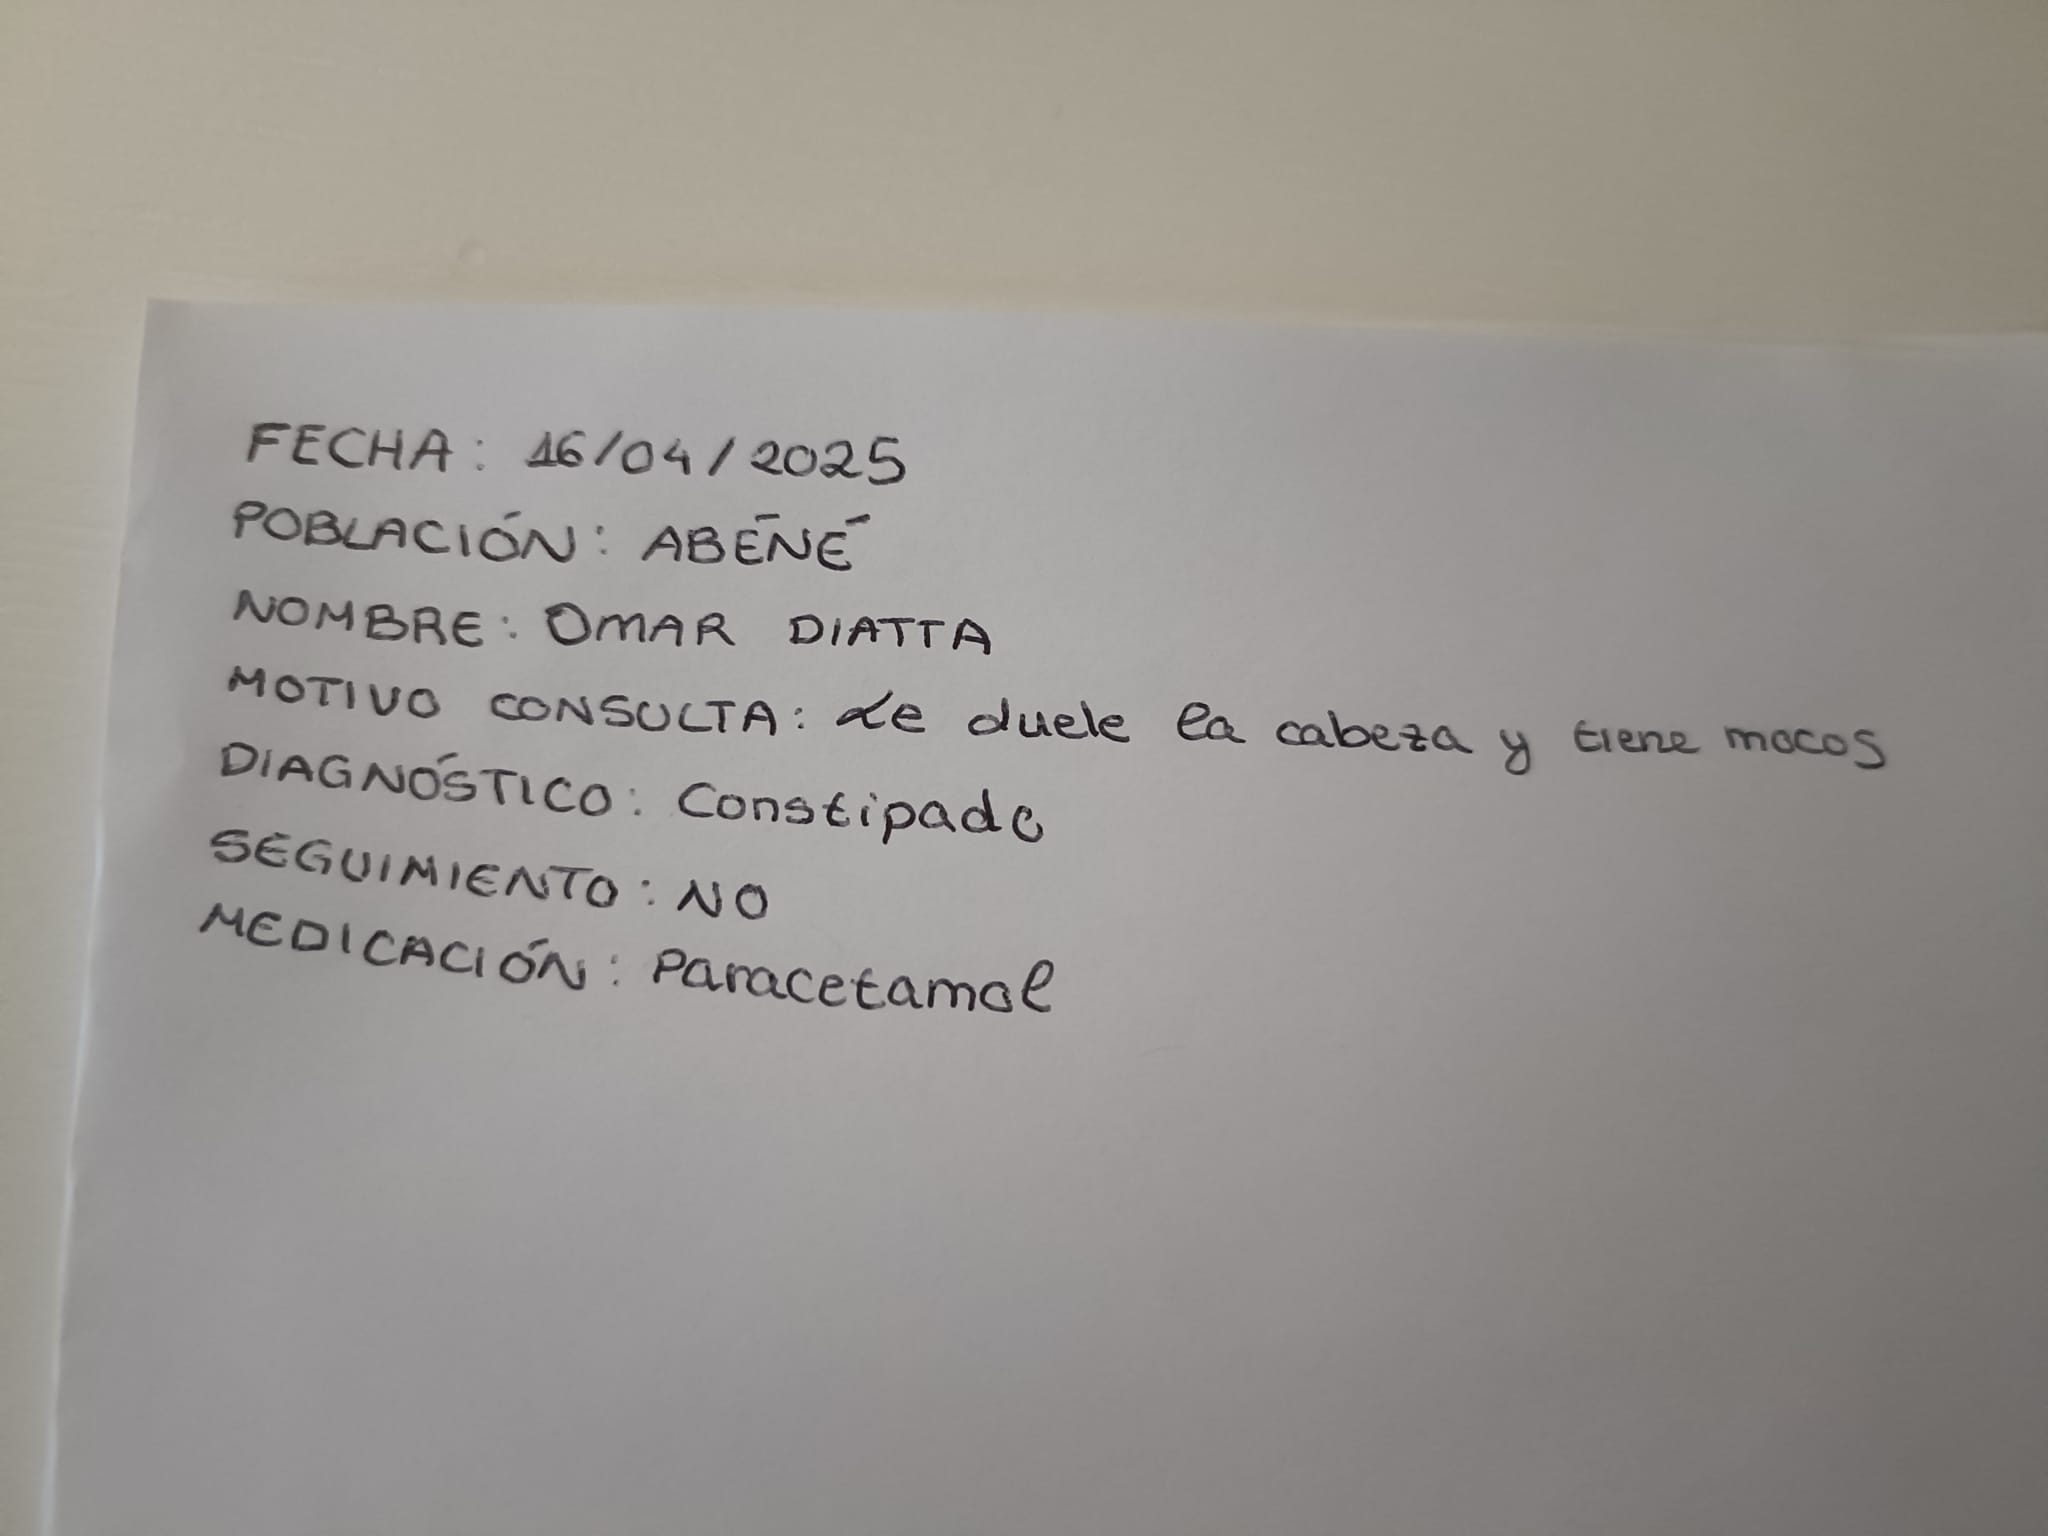 FECHA: 16/04/2025
POBLACIÓN: ABÉNÉ
NOMBRE: OMAR DIATTA
MOTIVO CONSULTA: Le duele la cabeza y tiene mocos
DIAGNÓSTICO: Constipado
SEGUIMIENTO: NO
MEDICACIÓN: Paracetamol